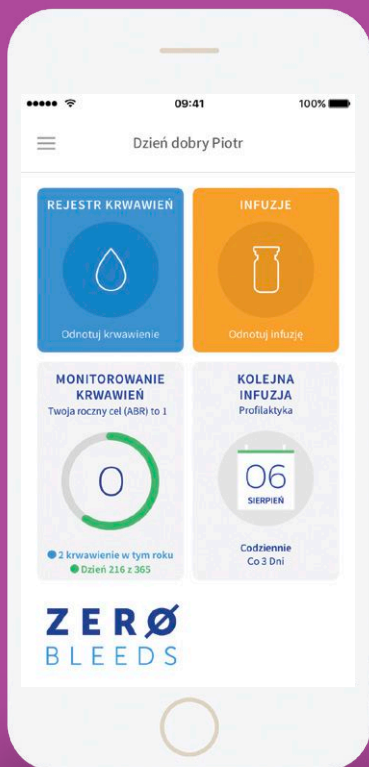 09:41
100%
Dzień dobry Piotr
REJESTR KRWAWIEŃ
Odnotuj krwawienie
INFUZJE
Odnotuj infuzję
MONITOROWANIE
KRWAWIEŃ
Twoja roczny cel (ABR) to 1
0
2 krwawienie w tym roku
Dzień 216 z 365
KOLEJNA
INFUZJA
Profilaktyka
06
SIERPIEŃ
Codziennie
Co 3 Dni
ZERØ
BLEEDS